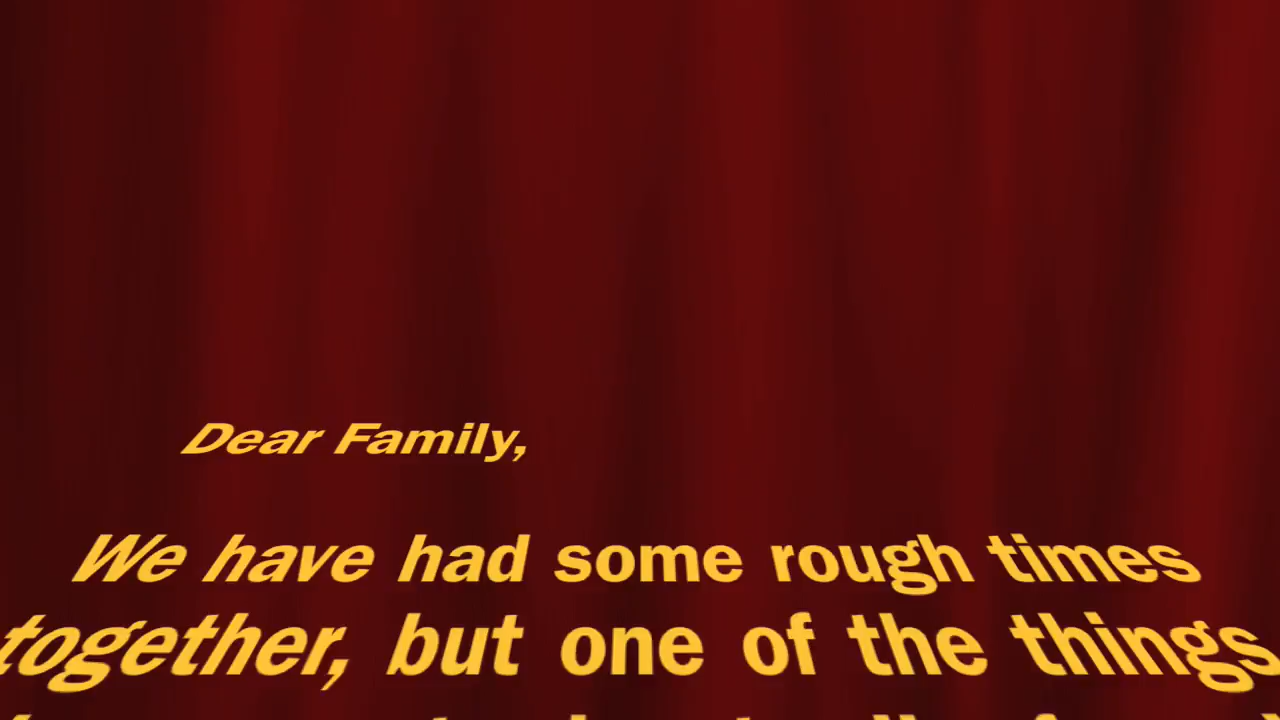 Dear Family,
We have had some rough times
together, but one of the things